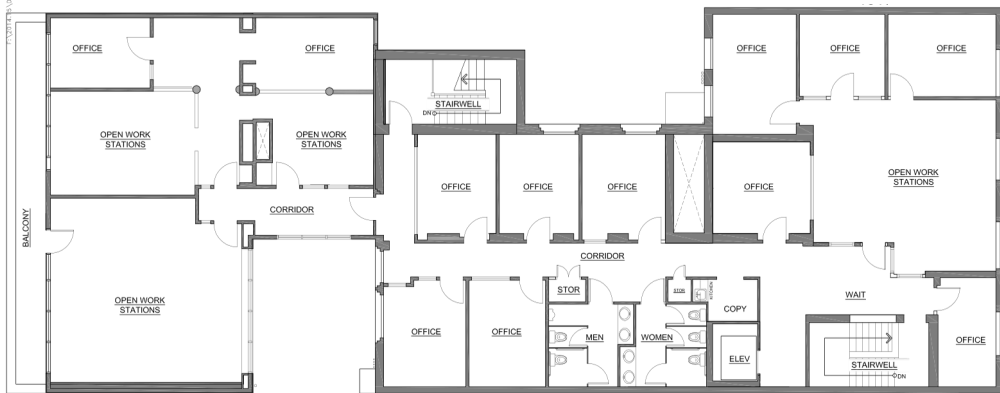 OFFICE
OFFICE
OFFICE
OFFICE
OFFICE
STAIRWELL
DN
OPEN WORK
STATIONS
OPEN WORK
STATIONS
OFFICE
OFFICE
OFFICE
OFFICE
OPEN WORK
STATIONS
CORRIDOR
BALCONY
CORRIDOR
OPEN WORK
STATIONS
STOR
STOR
KITCHEN
WAIT
COPY
OFFICE
OFFICE
MEN
WOMEN
OFFICE
ELEV
STAIRWELL
DN